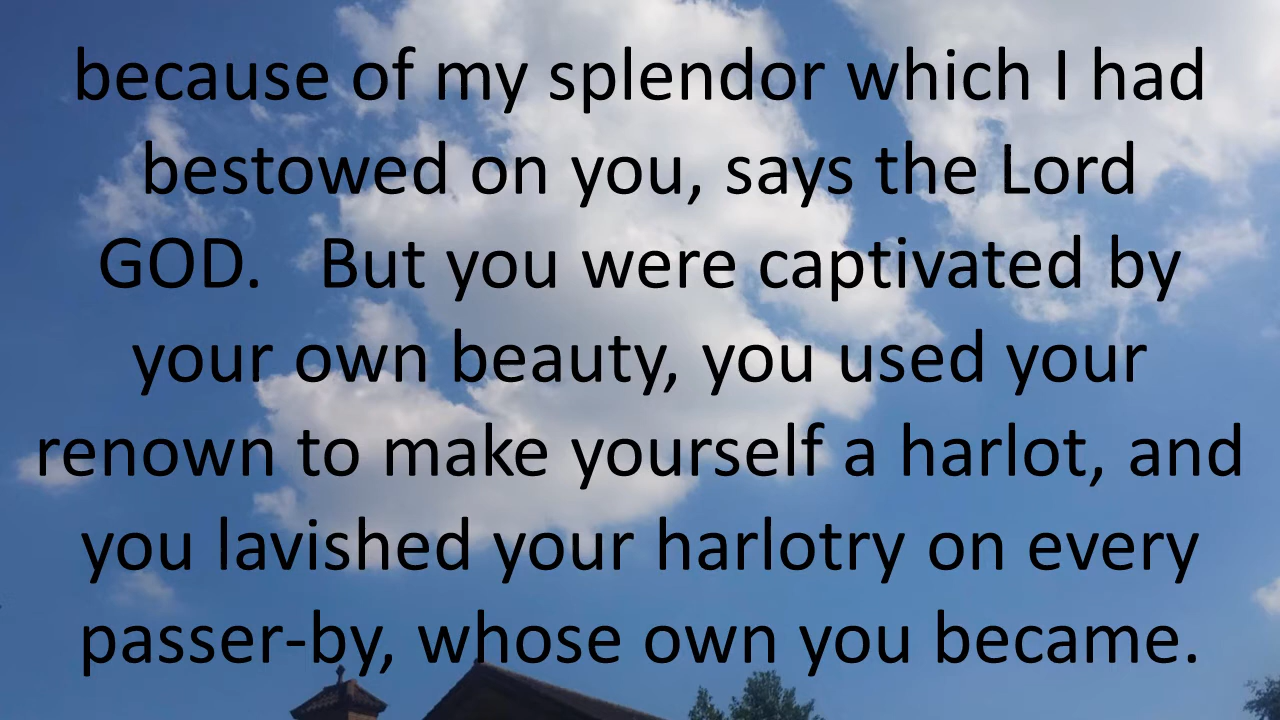 because of my splendor which I had
bestowed on you, says the Lord
GOD.   But you were captivated by
your own beauty, you used your
renown to make yourself a harlot, and
you lavished your harlotry on every
passer-by, whose own you became.